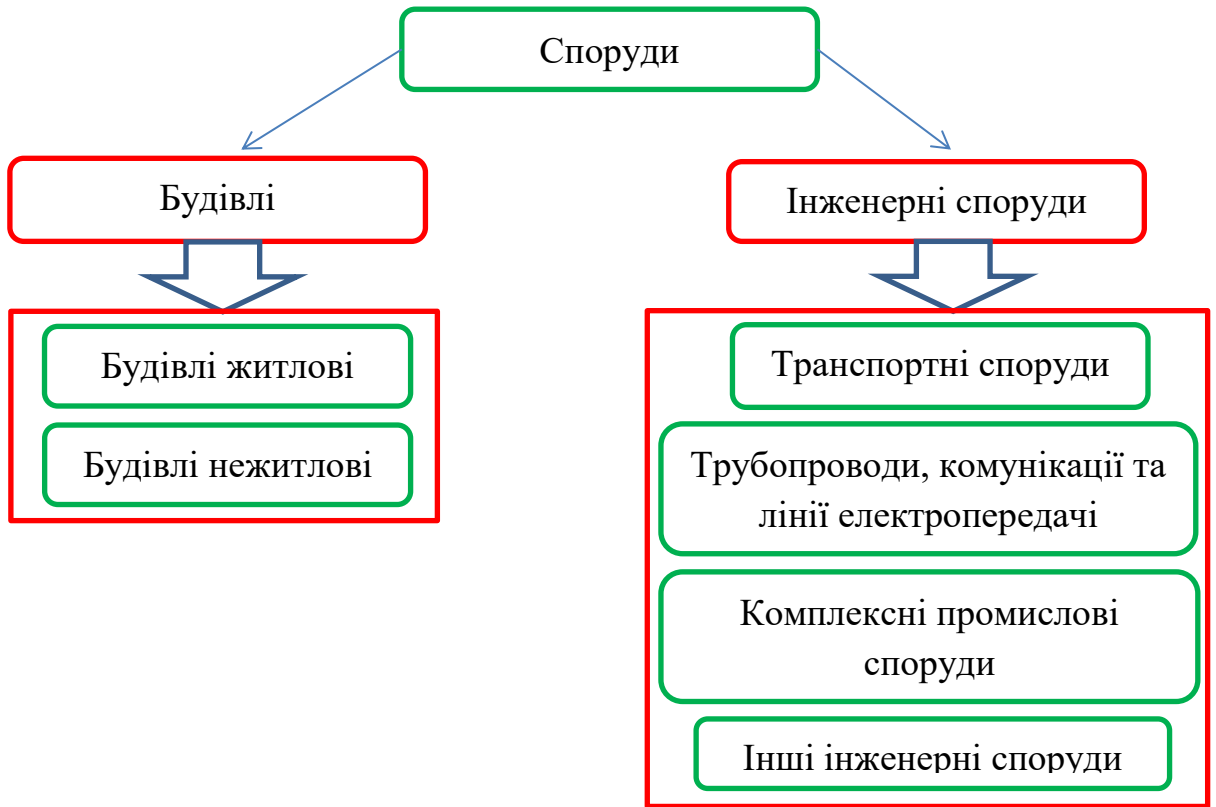 Споруди
Будівлі
Інженерні споруди
Будівлі житлові
Будівлі нежитлові
Транспортні споруди
Трубопроводи, комунікації та
лінії електропередачі
Комплексні промислові
споруди
Інші інженерні споруди